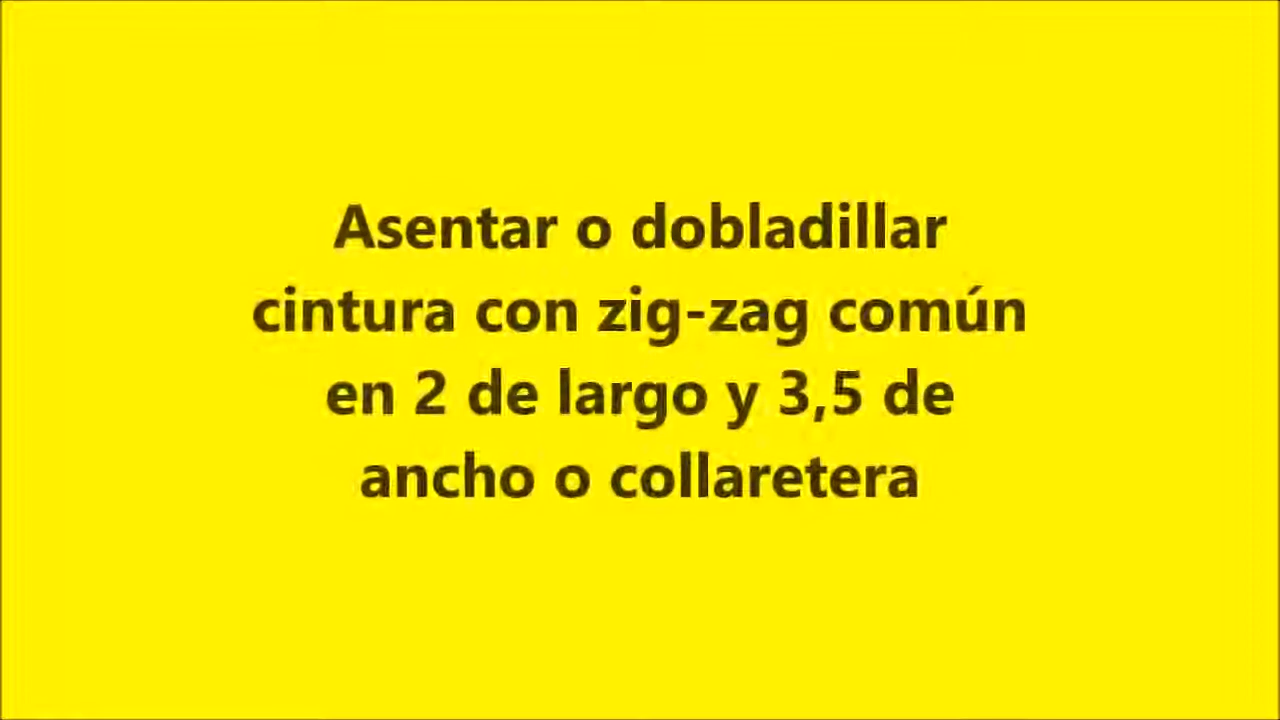 Asentar o dobladillar
cintura con zig-zag común
en 2 de largo y 3,5 de
ancho o collaretera